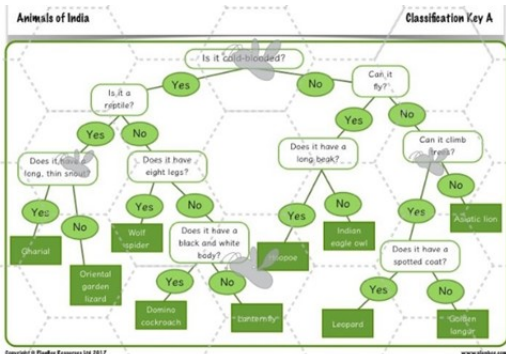 Animals of India
Classification Key A
Is it cold-blooded?
Yes
No
Is it a
reptile?
Can it
fly?
Yes
No
Yes
No
Does it have a
long, thin snout?
Does it have
eight legs?
Does it have a
long beak?
Can it climb
trees?
Yes
No
Yes
No
Yes
No
Yes
No
Gharial
Oriental
garden
lizard
Wolf
spider
Does it have a
black and white
body?
Hoopoe
Indian
eagle owl
Does it have a
spotted coat?
Asiatic lion
Yes
No
Yes
No
Domino
cockroach
Lanternfly
Leopard
Golden
langur